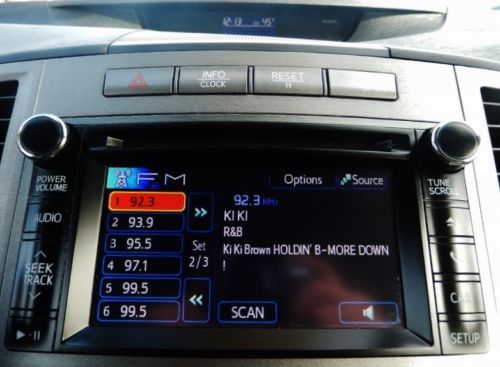 12:13 45°
INFO
CLOCK
RESET
H
POWER
VOLUME
FM
Options
Source
TUNE
SCROLL
AUDIO
SEEK
TRACK
1 92.3
2 93.9
3 95.5
4 97.1
5 99.5
6 99.5
Set
2/3
92.3 MHz
KI KI
R&B
Ki Ki Brown HOLDIN' B-MORE DOWN
!
SCAN
CAR
SETUP